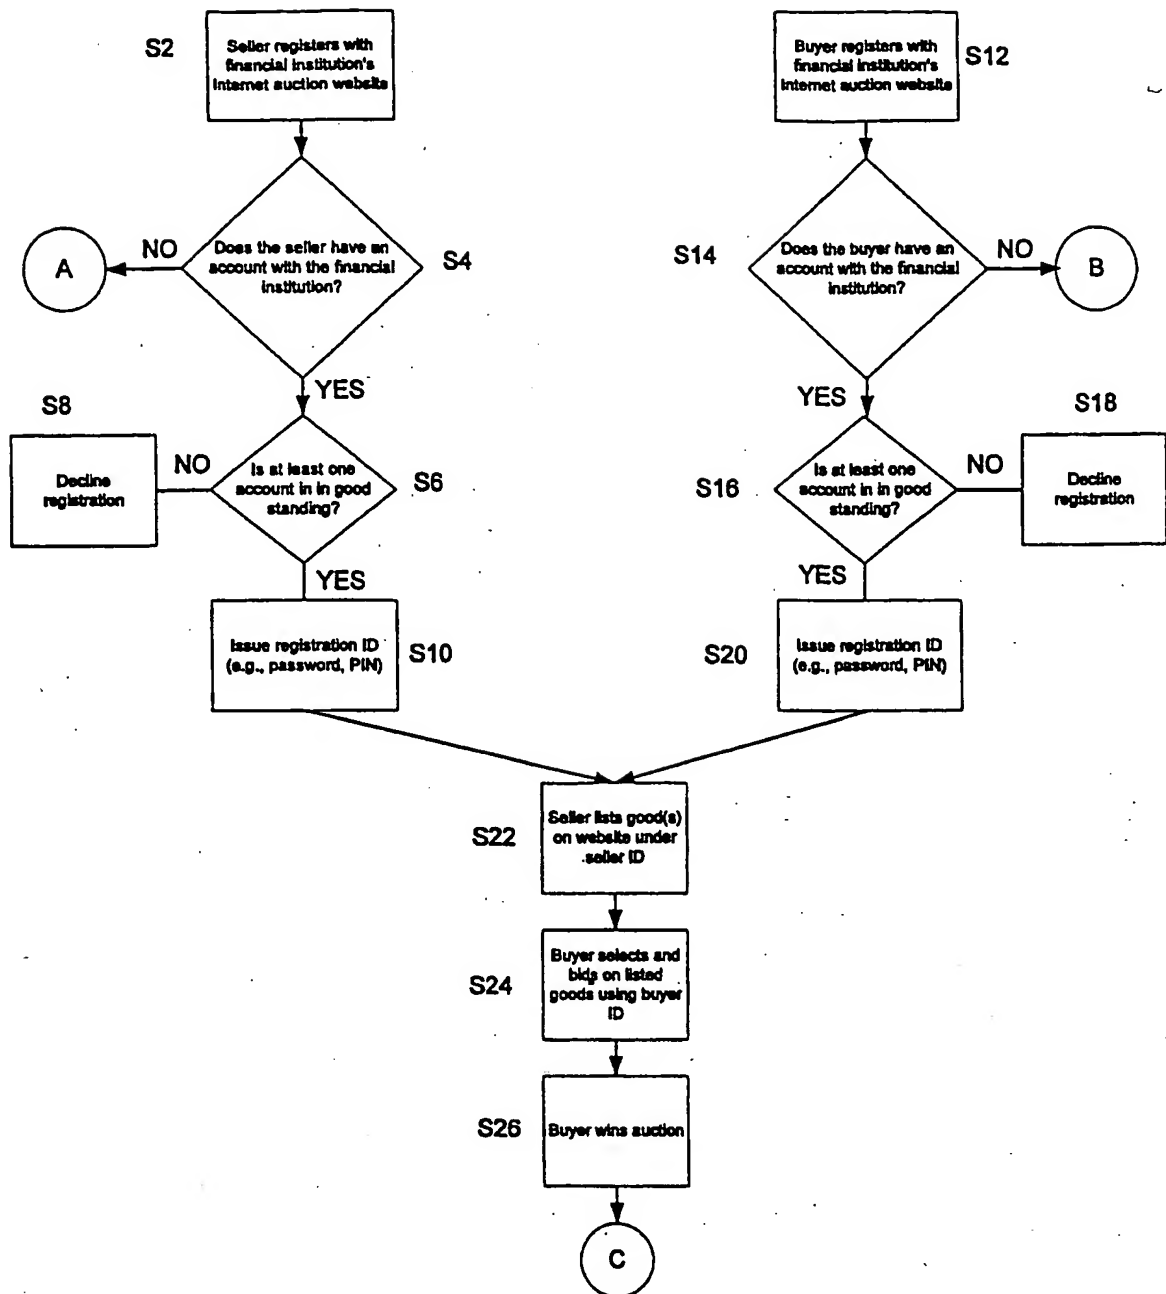 S2
Seller registers with
financial institution's
Internet auction website
Buyer registers with
financial institution's
Internet auction website
S12
A
NO
Does the seller have an
account with the financial
institution?
S4
S14
Does the buyer have an
account with the financial
institution?
NO
B
YES
YES
S8
S18
Decline
registration
NO
Is at least one
account in in good
standing?
S6
S16
Is at least one
account in in good
standing?
NO
Decline
registration
YES
YES
Issue registration ID
(e.g., password, PIN)
S10
S20
Issue registration ID
(e.g., password, PIN)
S22
Seller lists good(s)
on website under
seller ID
S24
Buyer selects and
bids on listed
goods using buyer
ID
S26
Buyer wins auction
C